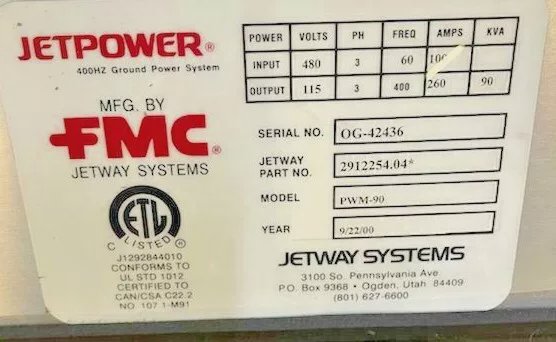 JETPOWER®
400HZ Ground Power System
MFG. BY
FMC®
JETWAY SYSTEMS
ETL
C LISTED ®
J1292844010
CONFORMS TO
UL STD 1012
CERTIFIED TO
CAN/CSA C22.2
NO. 107.1-M91
POWER VOLTS PH FREQ AMPS KVA
INPUT 480 3 60
OUTPUT 115 3 400 260 90
SERIAL NO. OG-42436
JETWAY
PART NO. 2912254.04*
MODEL PWM-90
YEAR 9/22/00
JETWAY SYSTEMS
3100 So. Pennsylvania Ave.
P.O. Box 9368 • Ogden, Utah 84409
(801) 627-6600